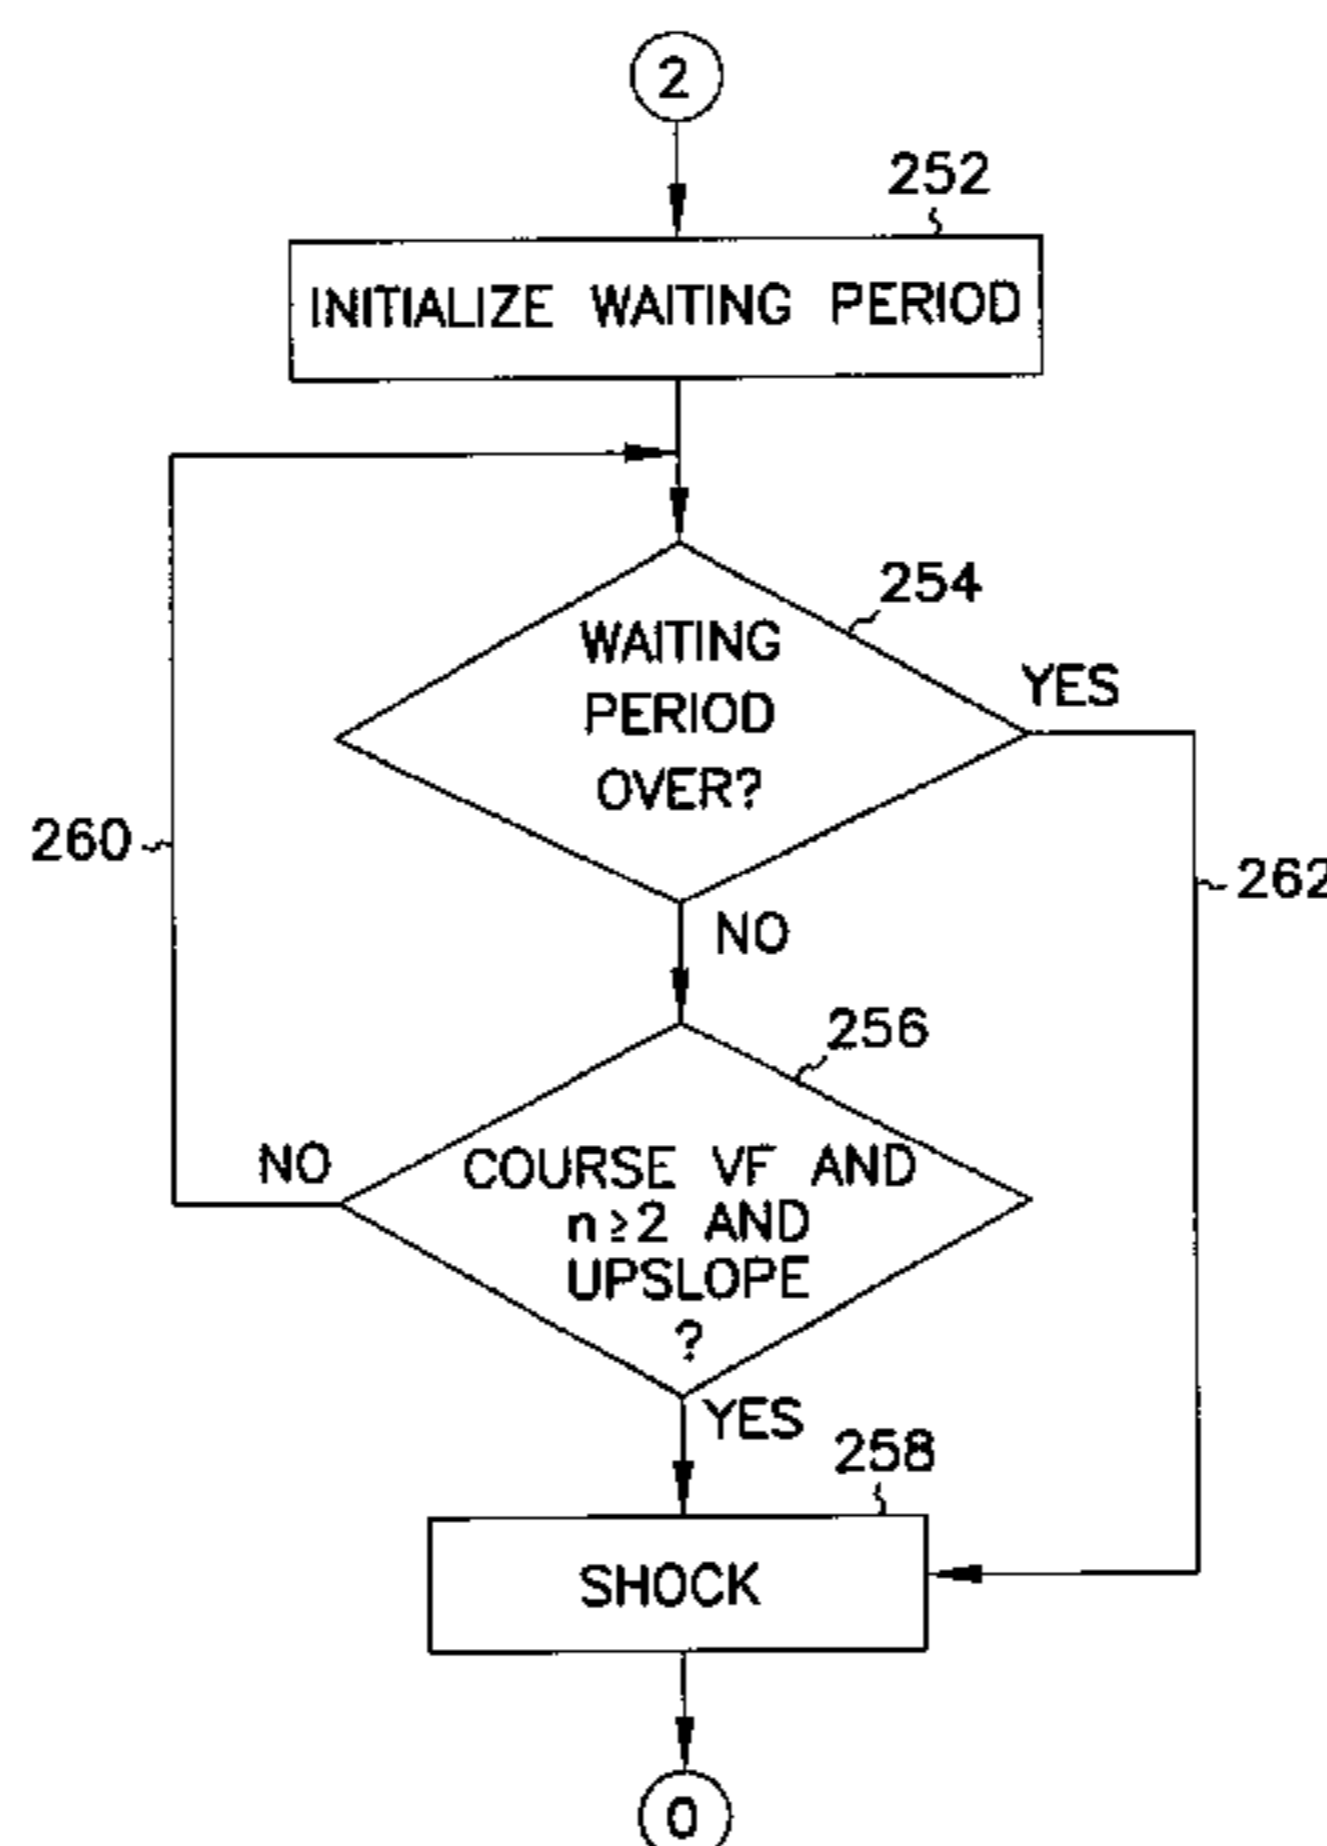 2
252
INITIALIZE WAITING PERIOD
254
WAITING
PERIOD
OVER?
YES
260
262
NO
256
NO
COURSE VF AND
n≥2 AND
UPSLOPE
?
YES
258
SHOCK
0